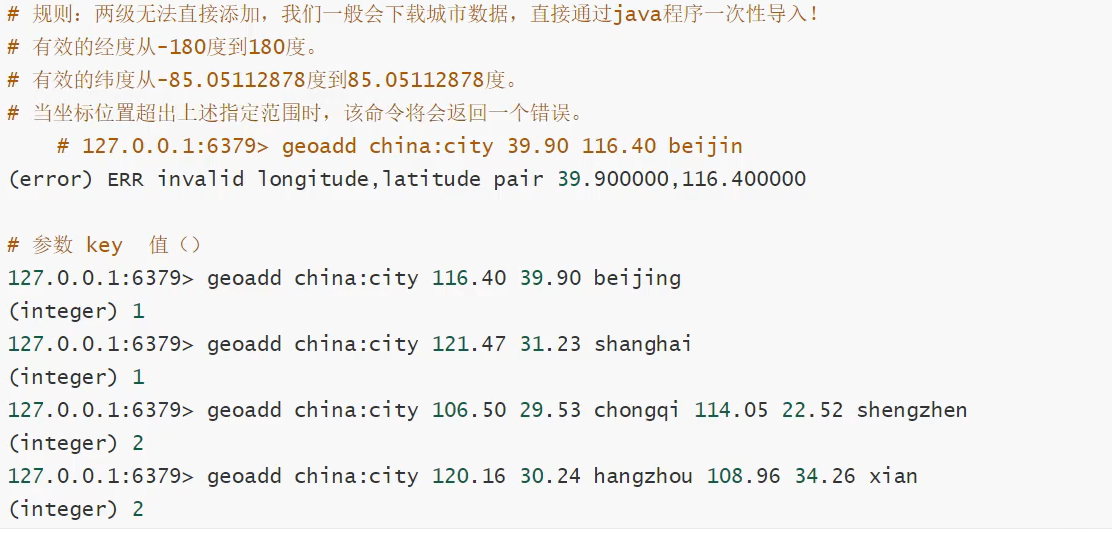 # 规则：两级无法直接添加，我们一般会下载城市数据，直接通过java程序一次性导入！
# 有效的经度从-180度到180度。
# 有效的纬度从-85.05112878度到85.05112878度。
# 当坐标位置超出上述指定范围时，该命令将会返回一个错误。
# 127.0.0.1:6379> geoadd china:city 39.90 116.40 beijin
(error) ERR invalid longitude,latitude pair 39.900000,116.400000
# 参数 key 值（）
127.0.0.1:6379> geoadd china:city 116.40 39.90 beijing
(integer) 1
127.0.0.1:6379> geoadd china:city 121.47 31.23 shanghai
(integer) 1
127.0.0.1:6379> geoadd china:city 106.50 29.53 chongqi 114.05 22.52 shengzhen
(integer) 2
127.0.0.1:6379> geoadd china:city 120.16 30.24 hangzhou 108.96 34.26 xian
(integer) 2